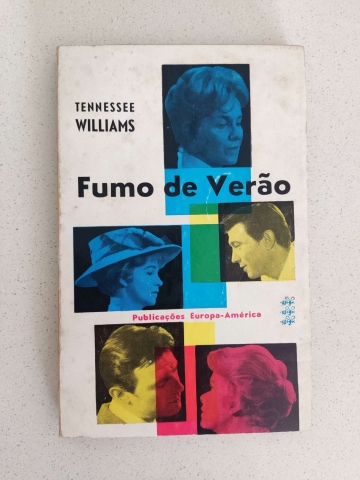 TENNESSEE
WILLIAMS
Fumo de Verão
Publicações Europa-América